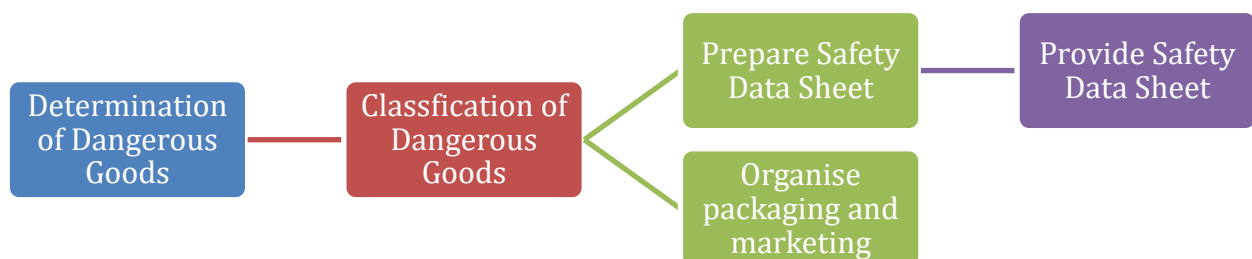 Determination
of Dangerous
Goods
Classfication of
Dangerous
Goods
Prepare Safety
Data Sheet
Provide Safety
Data Sheet
Organise
packaging and
marketing